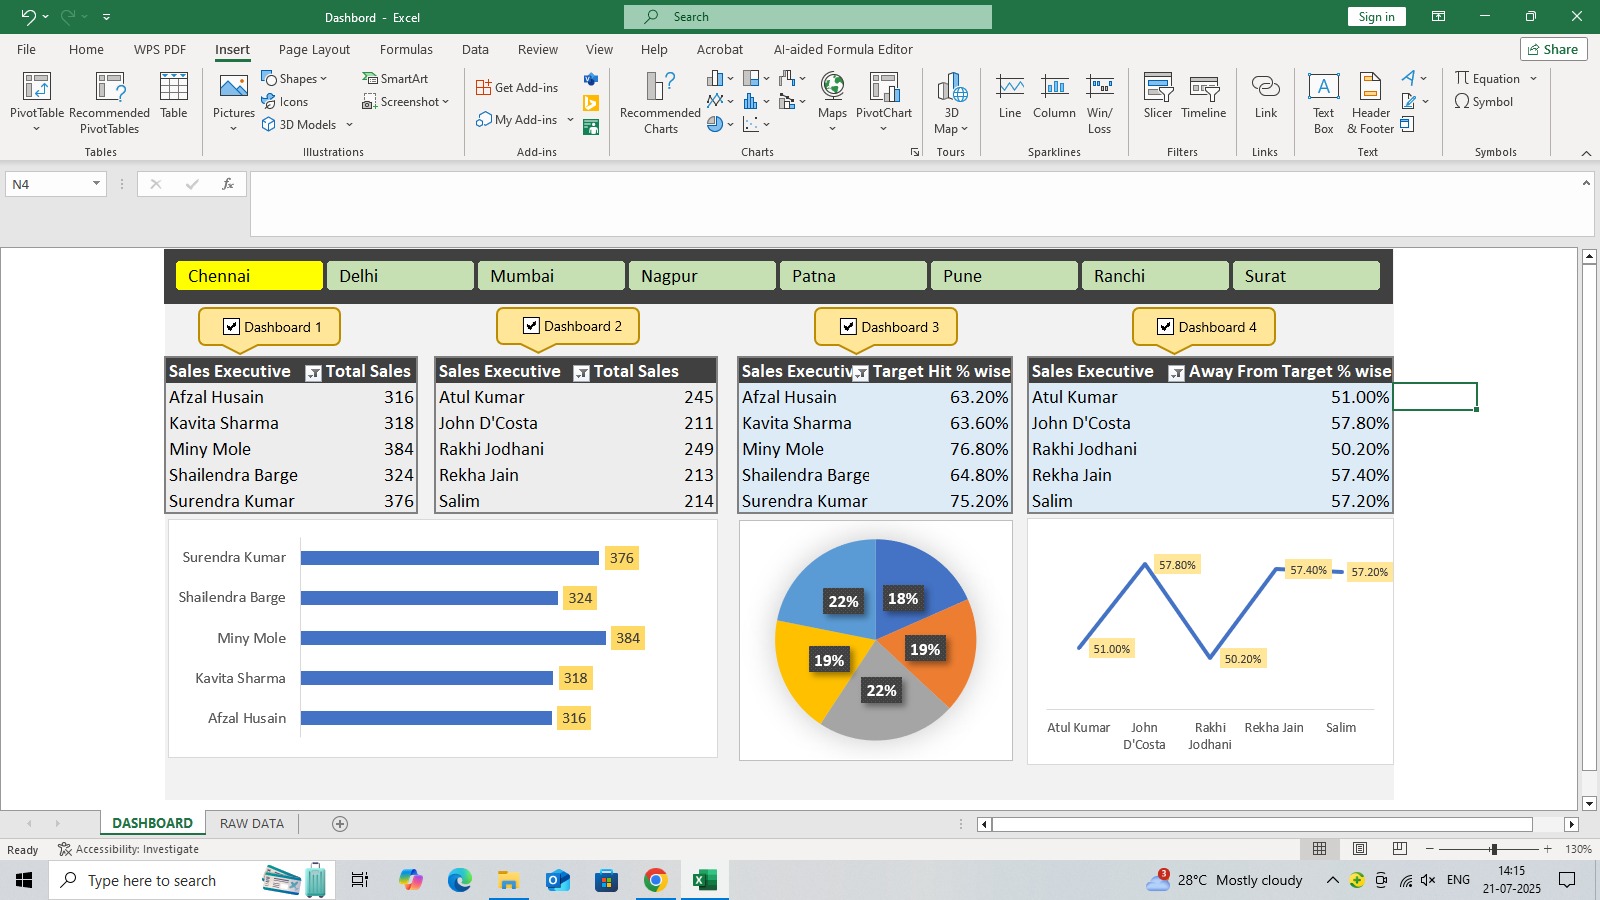 Dashbord - Excel
Search
Sign in
File Home WPS PDF Insert Page Layout Formulas Data Review View Help Acrobat AI-aided Formula Editor
Share
PivotTable
Recommended PivotTables
Table
Tables
Pictures
Shapes
Icons
3D Models
SmartArt
Screenshot
Illustrations
Get Add-ins
My Add-ins
Add-ins
Recommended Charts
Maps
PivotChart
Charts
3D Map
Tours
Line
Column
Win/ Loss
Sparklines
Slicer
Timeline
Filters
Link
Links
Text Box
Header & Footer
Text
Equation
Symbol
Symbols
N4
fx
Chennai Delhi Mumbai Nagpur Patna Pune Ranchi Surat
Dashboard 1
Dashboard 2
Dashboard 3
Dashboard 4
Sales Executive Total Sales
Afzal Husain 316
Kavita Sharma 318
Miny Mole 384
Shailendra Barge 324
Surendra Kumar 376
Sales Executive Total Sales
Atul Kumar 245
John D'Costa 211
Rakhi Jodhani 249
Rekha Jain 213
Salim 214
Sales Executiv Target Hit % wise
Afzal Husain 63.20%
Kavita Sharma 63.60%
Miny Mole 76.80%
Shailendra Barge 64.80%
Surendra Kumar 75.20%
Sales Executive Away From Target % wise
Atul Kumar 51.00%
John D'Costa 57.80%
Rakhi Jodhani 50.20%
Rekha Jain 57.40%
Salim 57.20%
Surendra Kumar 376
Shailendra Barge 324
Miny Mole 384
Kavita Sharma 318
Afzal Husain 316
22% 18%
19% 19%
22%
57.80% 57.40% 57.20%
51.00% 50.20%
Atul Kumar John D'Costa Rakhi Jodhani Rekha Jain Salim
DASHBOARD RAW DATA
Ready Accessibility: Investigate
130%
Type here to search
3
28°C Mostly cloudy
ENG
14:15
21-07-2025